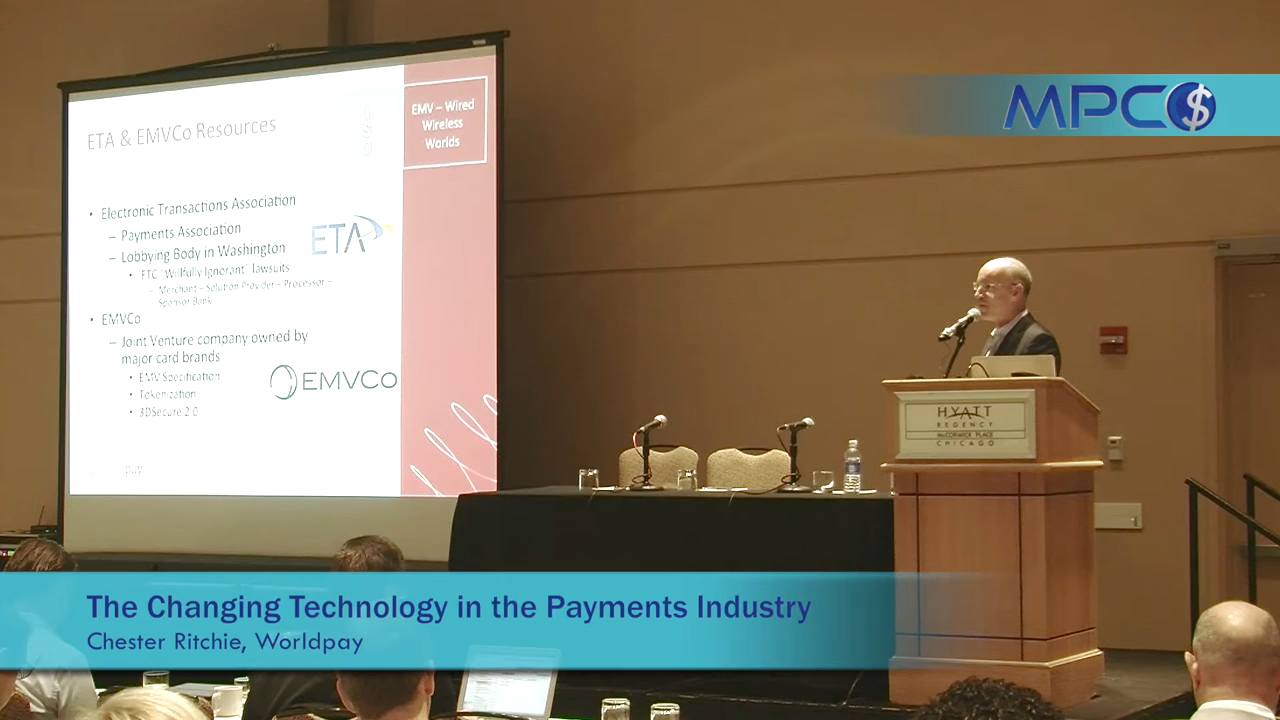 MPC$
ETA & EMVCo Resources
EMV – Wired
Wireless
Worlds
• Electronic Transactions Association
– Payments Association
– Lobbying Body in Washington
• FTC "Willfully Ignorant" lawsuits
– Merchant – Solution Provider – Processor –
Sponsor Bank
ETA
• EMVCo
– Joint Venture company owned by
major card brands
• EMV Specification
• Tokenization
• 3DSecure 2.0
EMVCo
pay
HYATT
REGENCY
McCORMICK PLACE
CHICAGO
The Changing Technology in the Payments Industry
Chester Ritchie, Worldpay